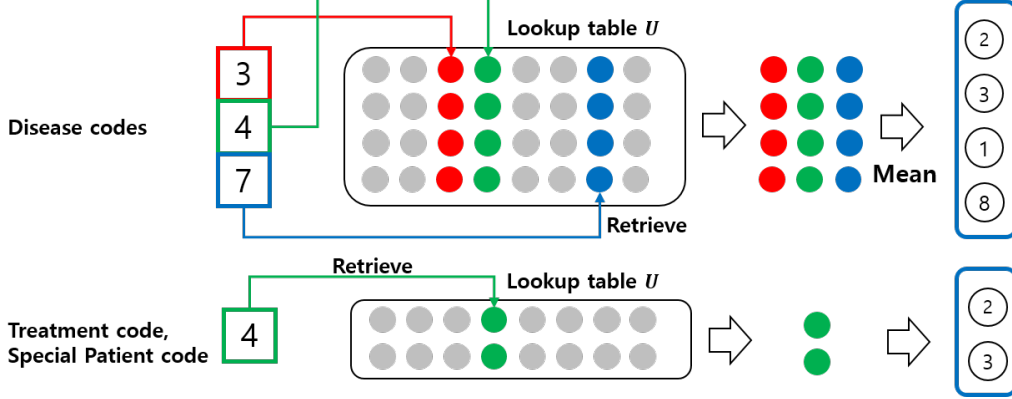 Lookup table U
3
4
7
Disease codes
Mean
Retrieve
2
3
1
8
Retrieve
Lookup table U
4
Treatment code,
Special Patient code
2
3